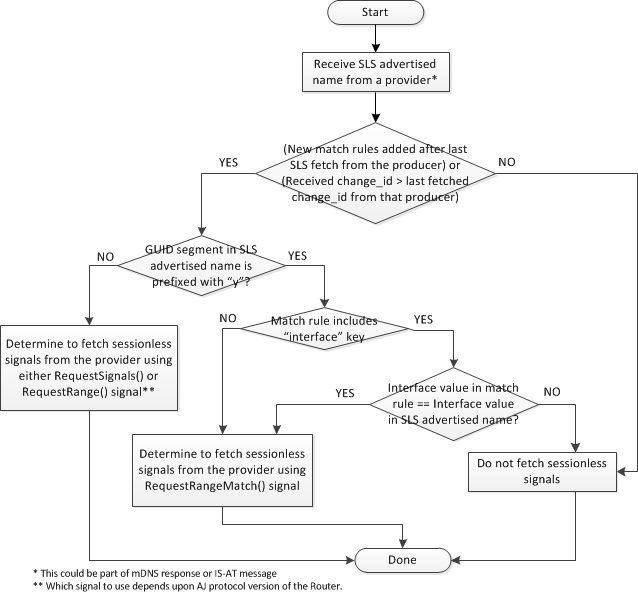 Start
Receive SLS advertised
name from a provider*
(New match rules added after last
SLS fetch from the producer) or
(Received change_id > last fetched
change_id from that producer)
YES
NO
GUID segment in SLS
advertised name is
prefixed with “y”?
NO
YES
Match rule includes
“interface” key
NO
YES
Determine to fetch sessionless
signals from the provider using
either RequestSignals() or
RequestRange() signal**
Interface value in match
rule == Interface value
in SLS advertised name?
YES
NO
Determine to fetch sessionless
signals from the provider using
RequestRangeMatch() signal
Do not fetch sessionless
signals
Done
* This could be part of mDNS response or IS-AT message
** Which signal to use depends upon AJ protocol version of the Router.